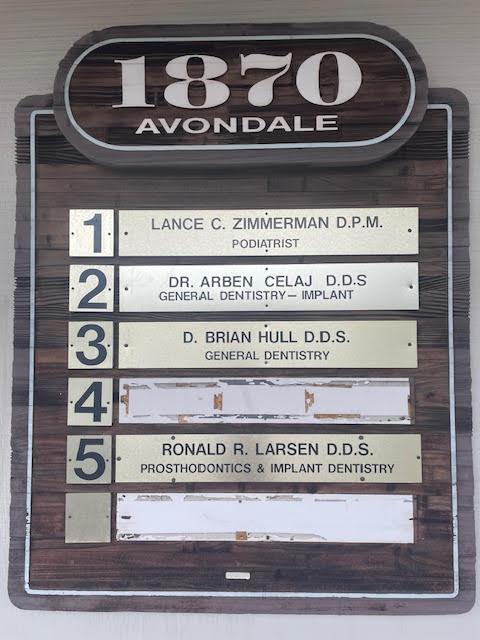 1870
AVONDALE
1 LANCE C. ZIMMERMAN D.P.M.
PODIATRIST
2 DR. ARBEN CELAJ D.D.S
GENERAL DENTISTRY— IMPLANT
3 D. BRIAN HULL D.D.S.
GENERAL DENTISTRY
4
5 RONALD R. LARSEN D.D.S.
PROSTHODONTICS & IMPLANT DENTISTRY